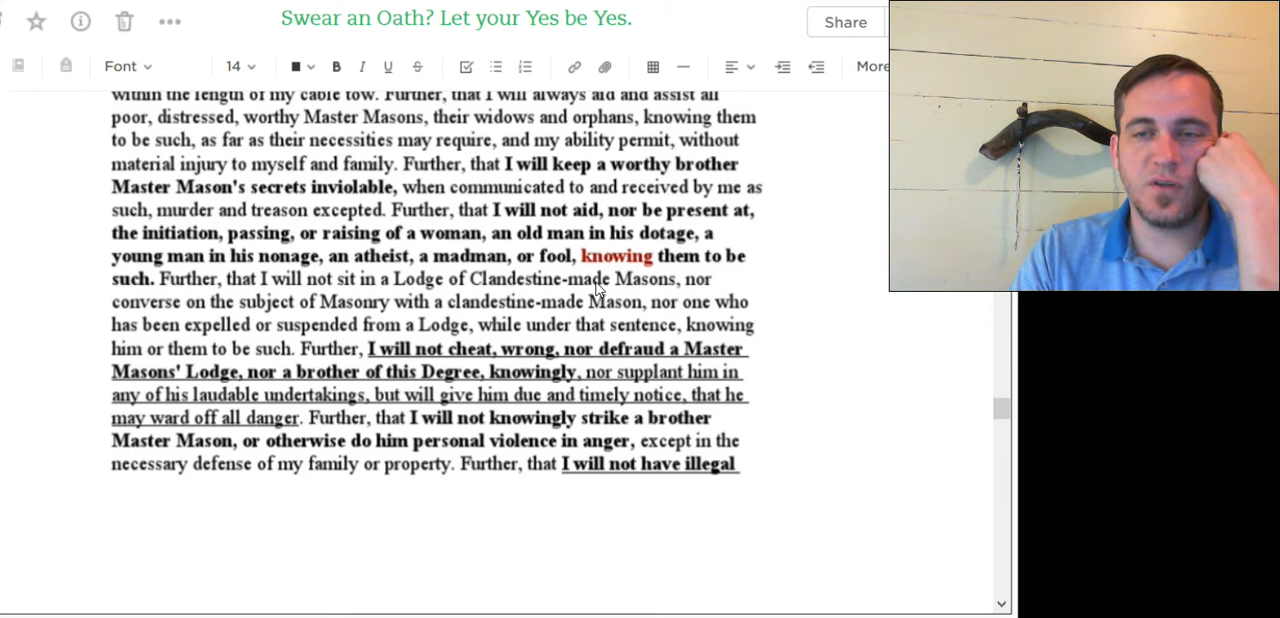 Swear an Oath? Let your Yes be Yes.
Share
Font 14 B I U S More
within the length of my cable tow. Further, that I will always aid and assist all
poor, distressed, worthy Master Masons, their widows and orphans, knowing them
to be such, as far as their necessities may require, and my ability permit, without
material injury to myself and family. Further, that I will keep a worthy brother
Master Mason's secrets inviolable, when communicated to and received by me as
such, murder and treason excepted. Further, that I will not aid, nor be present at,
the initiation, passing, or raising of a woman, an old man in his dotage, a
young man in his nonage, an atheist, a madman, or fool, knowing them to be
such. Further, that I will not sit in a Lodge of Clandestine-made Masons, nor
converse on the subject of Masonry with a clandestine-made Mason, nor one who
has been expelled or suspended from a Lodge, while under that sentence, knowing
him or them to be such. Further, I will not cheat, wrong, nor defraud a Master
Masons' Lodge, nor a brother of this Degree, knowingly, nor supplant him in
any of his laudable undertakings, but will give him due and timely notice, that he
may ward off all danger. Further, that I will not knowingly strike a brother
Master Mason, or otherwise do him personal violence in anger, except in the
necessary defense of my family or property. Further, that I will not have illegal